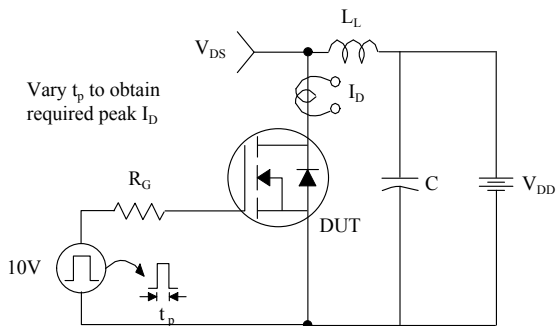 L_L
V_DS
Vary t_p to obtain
required peak I_D
I_D
R_G
C
V_DD
DUT
10V
t_p